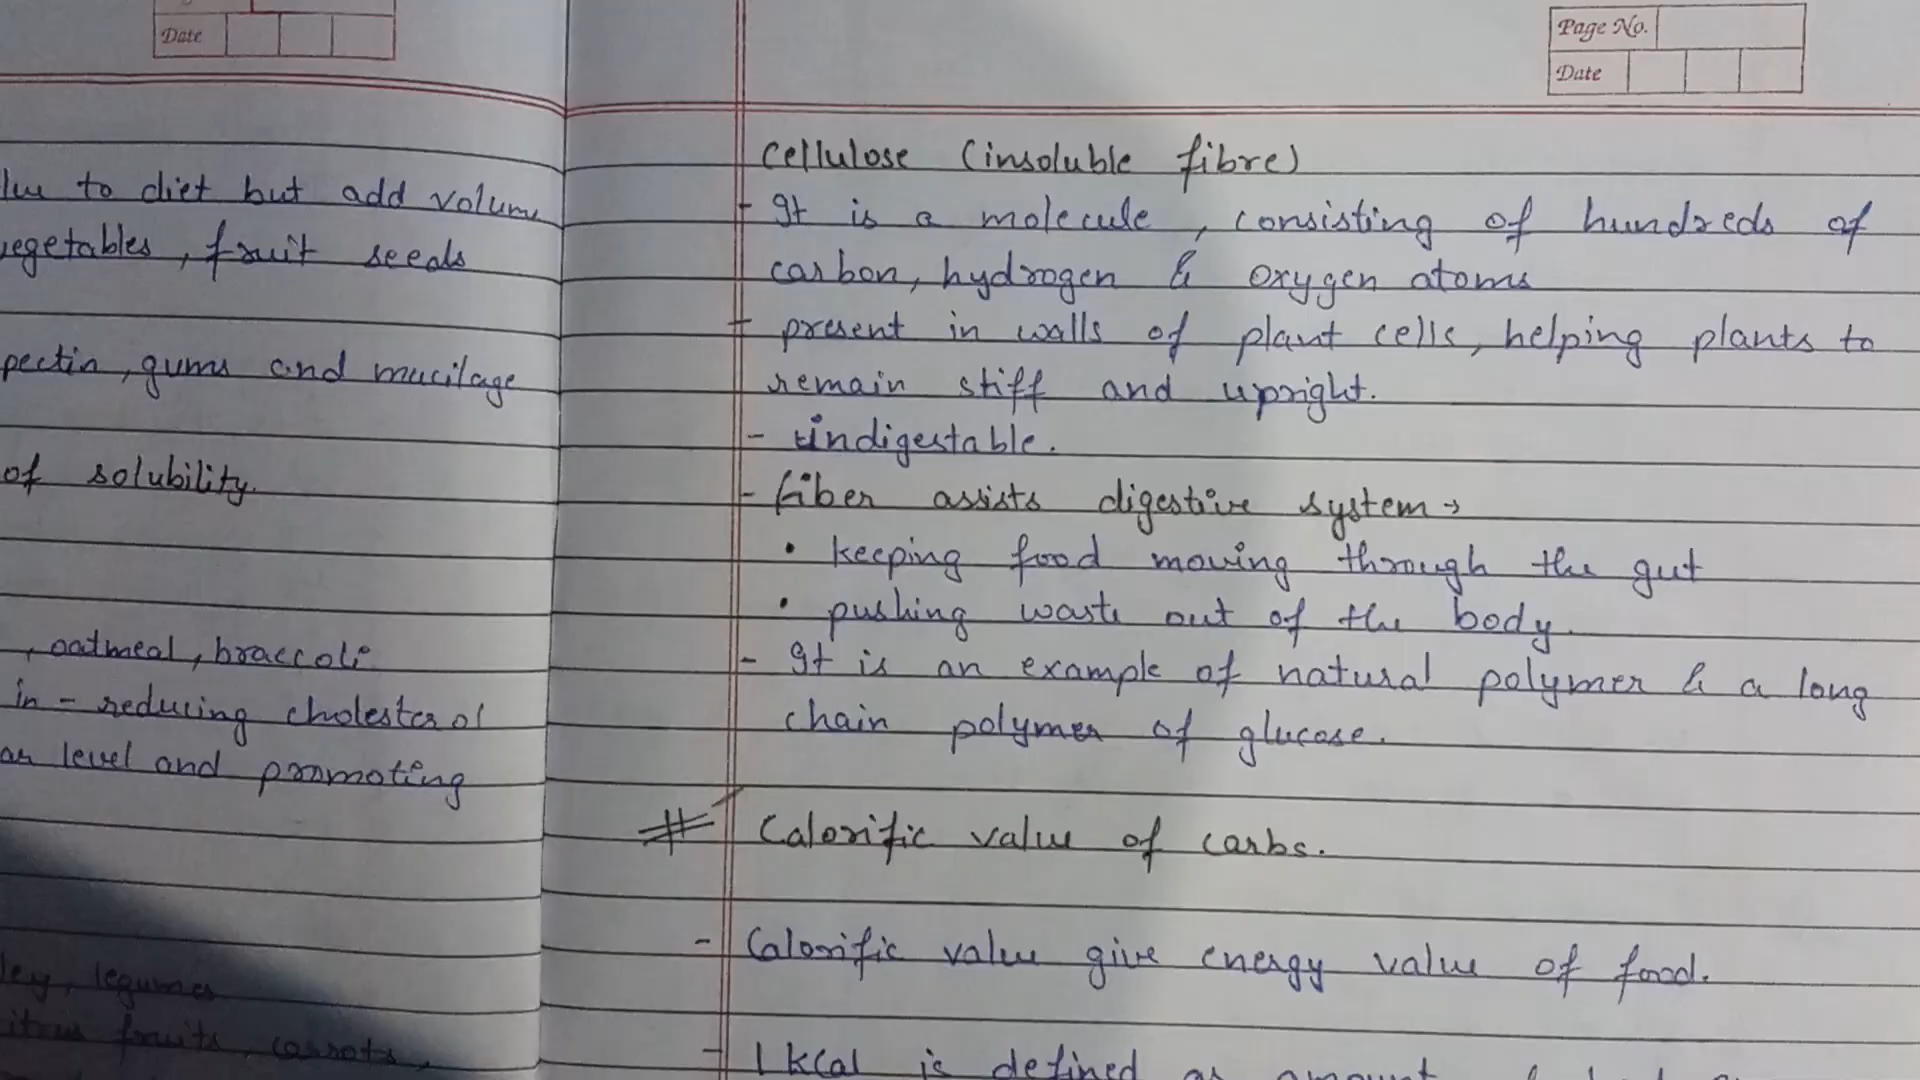 Date
lue to diet but add volume
vegetables, fruit seeds
pectin, gums and mucilage
of solubility.
, oatmeal, braccoli
in - reducing cholesterol
ar level and promoting
ley, legumes
itrus fruits, carrots,
Page No.
Date
Cellulose (insoluble fibre)
- It is a molecule, consisting of hundreds of
carbon, hydrogen & oxygen atoms
- present in walls of plant cells, helping plants to
remain stiff and upright.
- indigestable.
- fiber assists digestive system →
• keeping food moving through the gut
• pushing waste out of the body.
- It is an example of natural polymer & a long
chain polymer of glucose.
# Calorific value of carbs.
- Calorific value give energy value of food.
- 1 kcal is defined as amount